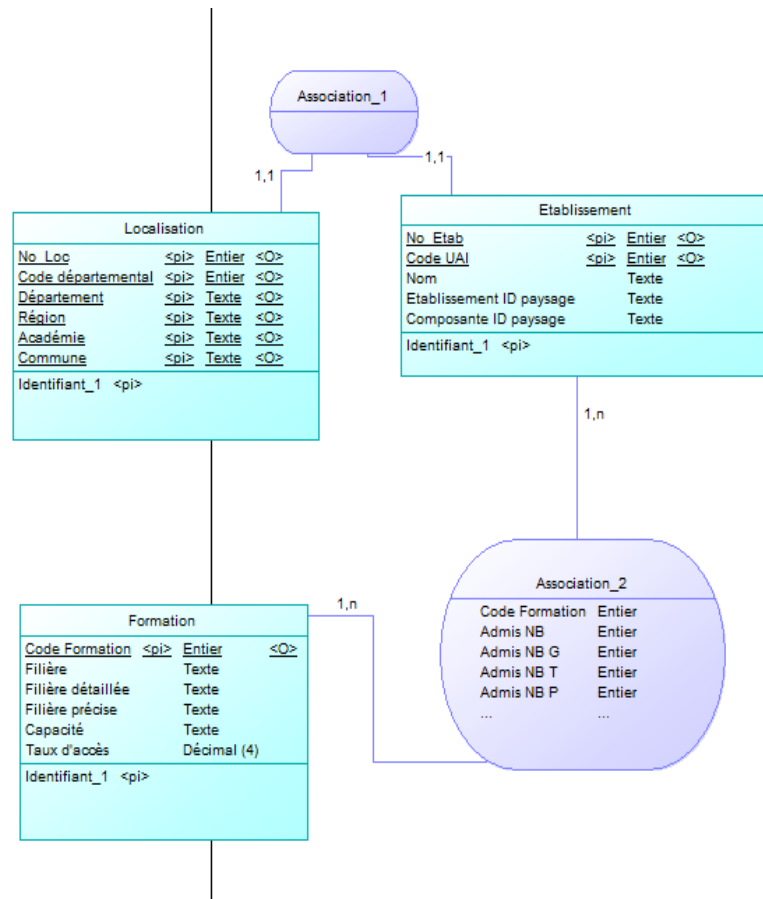 Association_1
1,1
1,1
Localisation
No_Loc <pi> Entier <O>
Code départemental <pi> Entier <O>
Département <pi> Texte <O>
Région <pi> Texte <O>
Académie <pi> Texte <O>
Commune <pi> Texte <O>
Identifiant_1 <pi>
Etablissement
No_Etab <pi> Entier <O>
Code UAI <pi> Entier <O>
Nom Texte
Etablissement ID paysage Texte
Composante ID paysage Texte
Identifiant_1 <pi>
1,n
Association_2
Code Formation Entier
Admis NB Entier
Admis NB G Entier
Admis NB T Entier
Admis NB P Entier
... ...
1,n
Formation
Code Formation <pi> Entier <O>
Filière Texte
Filière détaillée Texte
Filière précise Texte
Capacité Texte
Taux d'accès Décimal (4)
Identifiant_1 <pi>